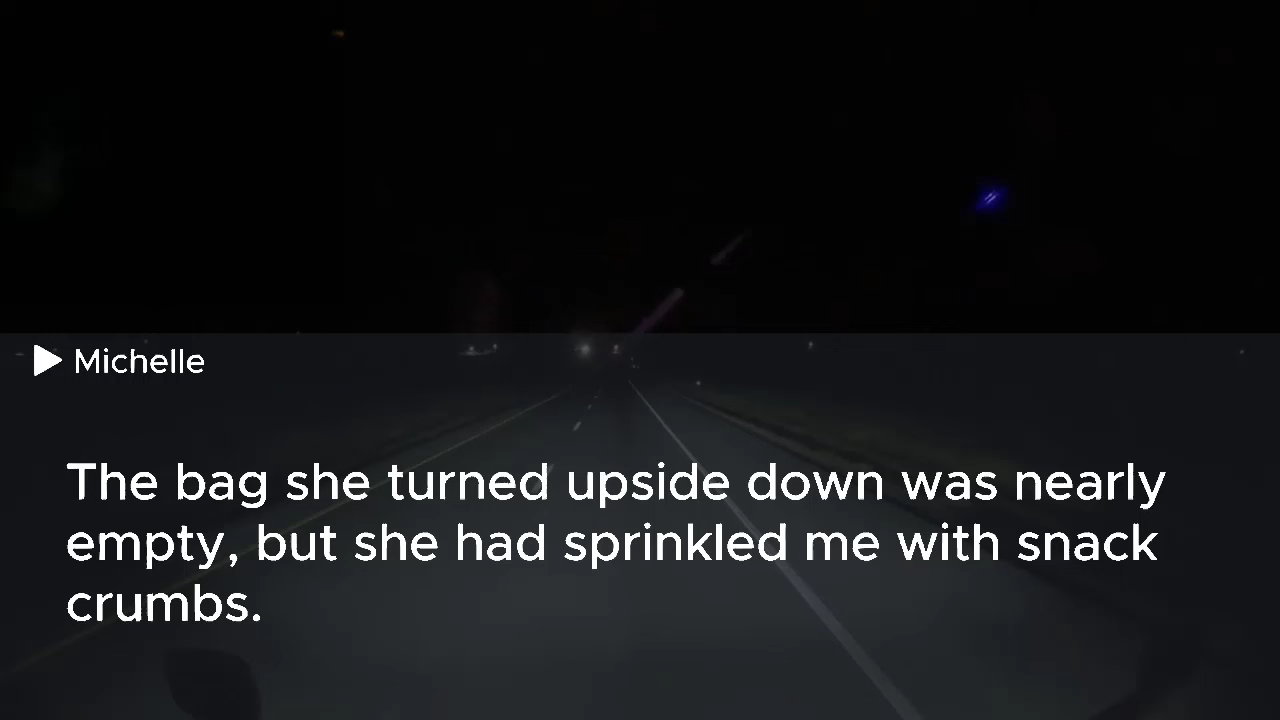 Michelle
The bag she turned upside down was nearly
empty, but she had sprinkled me with snack
crumbs.